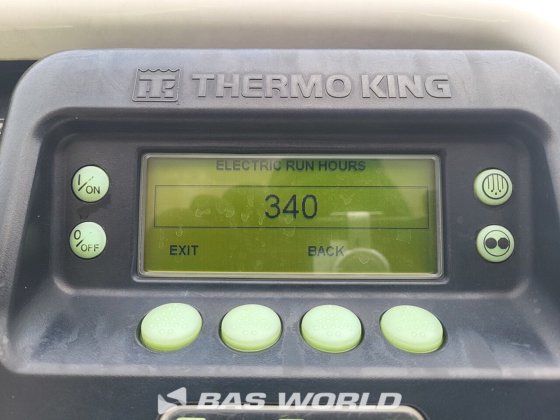 THERMO KING
ELECTRIC RUN HOURS
I/ON
340
O/OFF
EXIT BACK
BAS WORLD